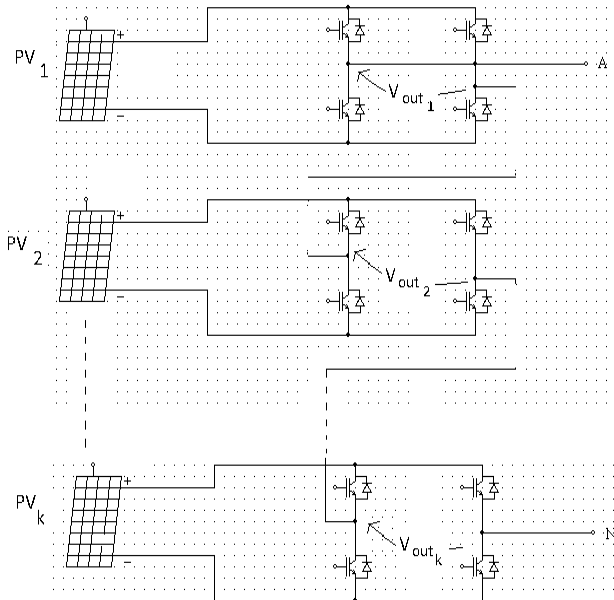 +
PV 1
A
V out 1
−
+
PV 2
V out 2
−
+
PV k
N
V out k
−